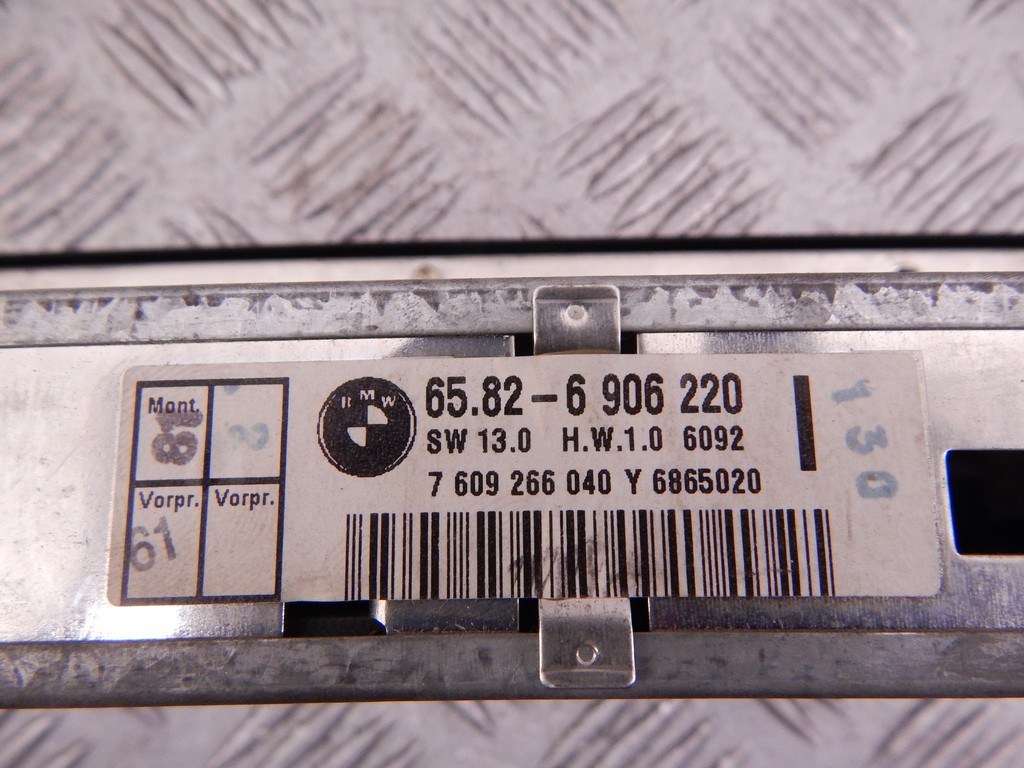 Mont.
81
Vorpr.
Vorpr.
61
BMW
65.82-6 906 220
SW 13.0 H.W.1.0 6092
7 609 266 040 Y 6865020
130